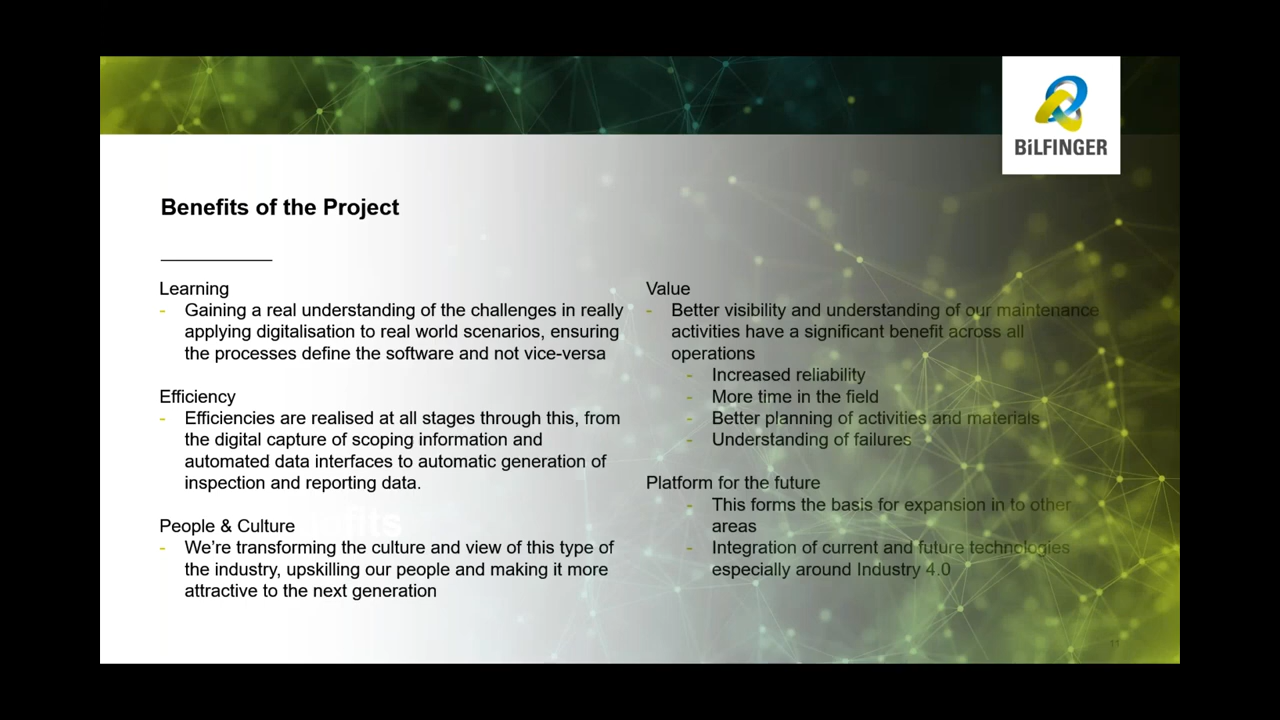 BiLFINGER
Benefits of the Project
Learning
- Gaining a real understanding of the challenges in really
applying digitalisation to real world scenarios, ensuring
the processes define the software and not vice-versa
Efficiency
- Efficiencies are realised at all stages through this, from
the digital capture of scoping information and
automated data interfaces to automatic generation of
inspection and reporting data.
People & Culture
- We’re transforming the culture and view of this type of
the industry, upskilling our people and making it more
attractive to the next generation
Value
- Better visibility and understanding of our maintenance
activities have a significant benefit across all
operations
- Increased reliability
- More time in the field
- Better planning of activities and materials
- Understanding of failures
Platform for the future
- This forms the basis for expansion in to other
areas
- Integration of current and future technologies
especially around Industry 4.0
11